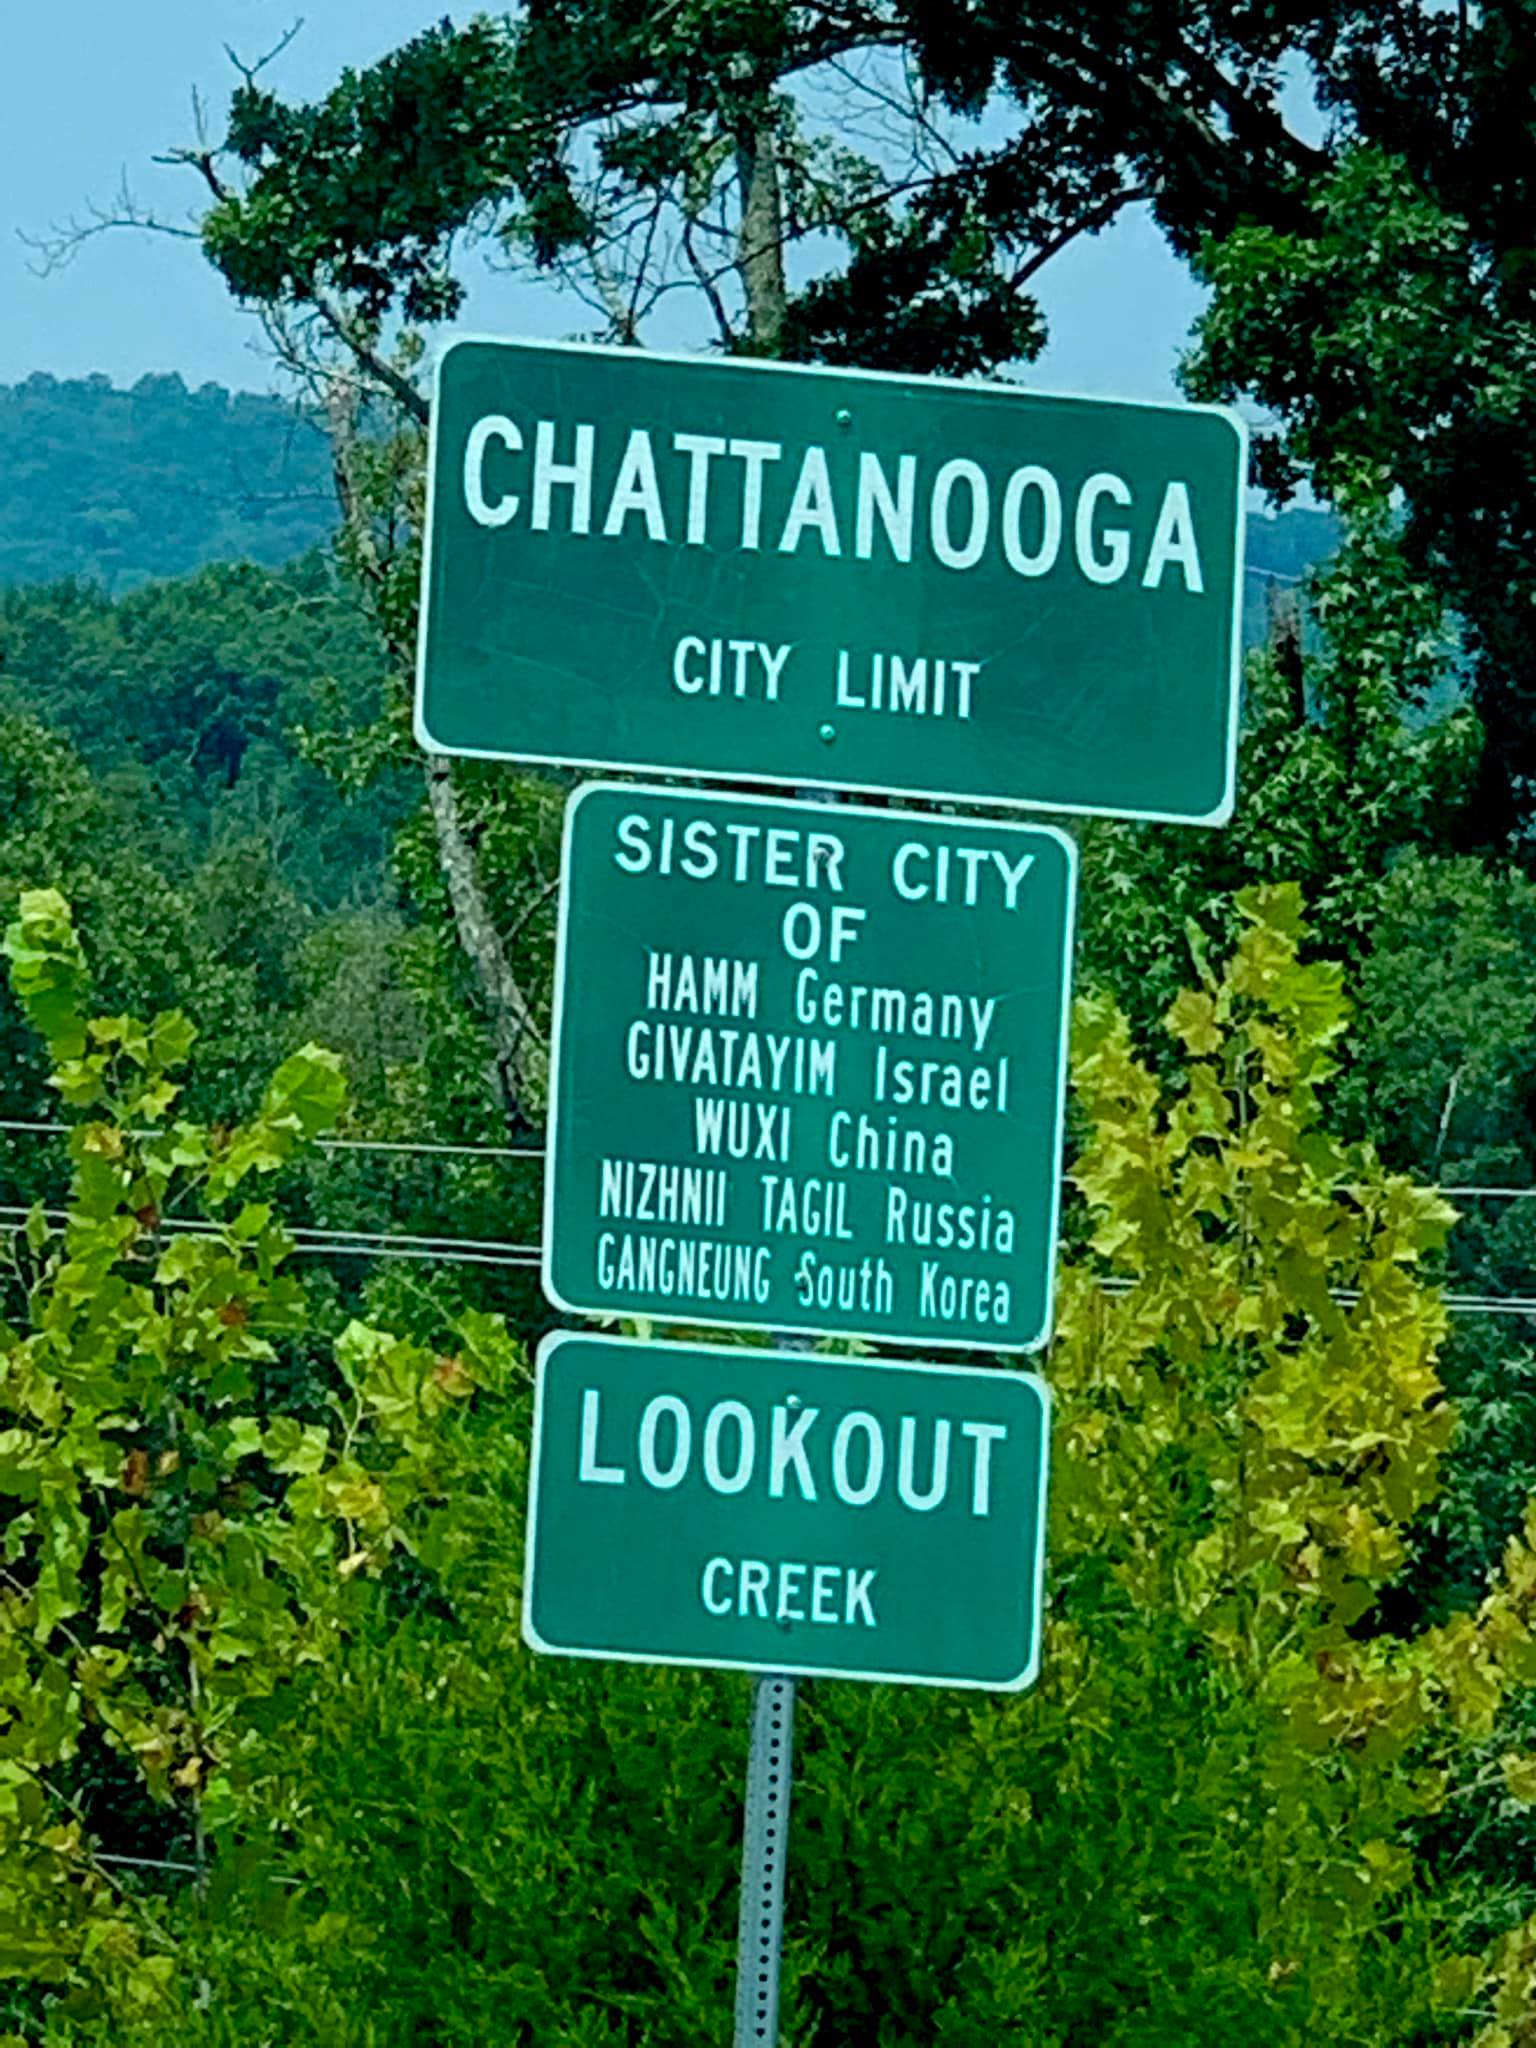 CHATTANOOGA
CITY LIMIT
SISTER CITY
OF
HAMM Germany
GIVATAYIM Israel
WUXI China
NIZHNII TAGIL Russia
GANGNEUNG South Korea
LOOKOUT
CREEK